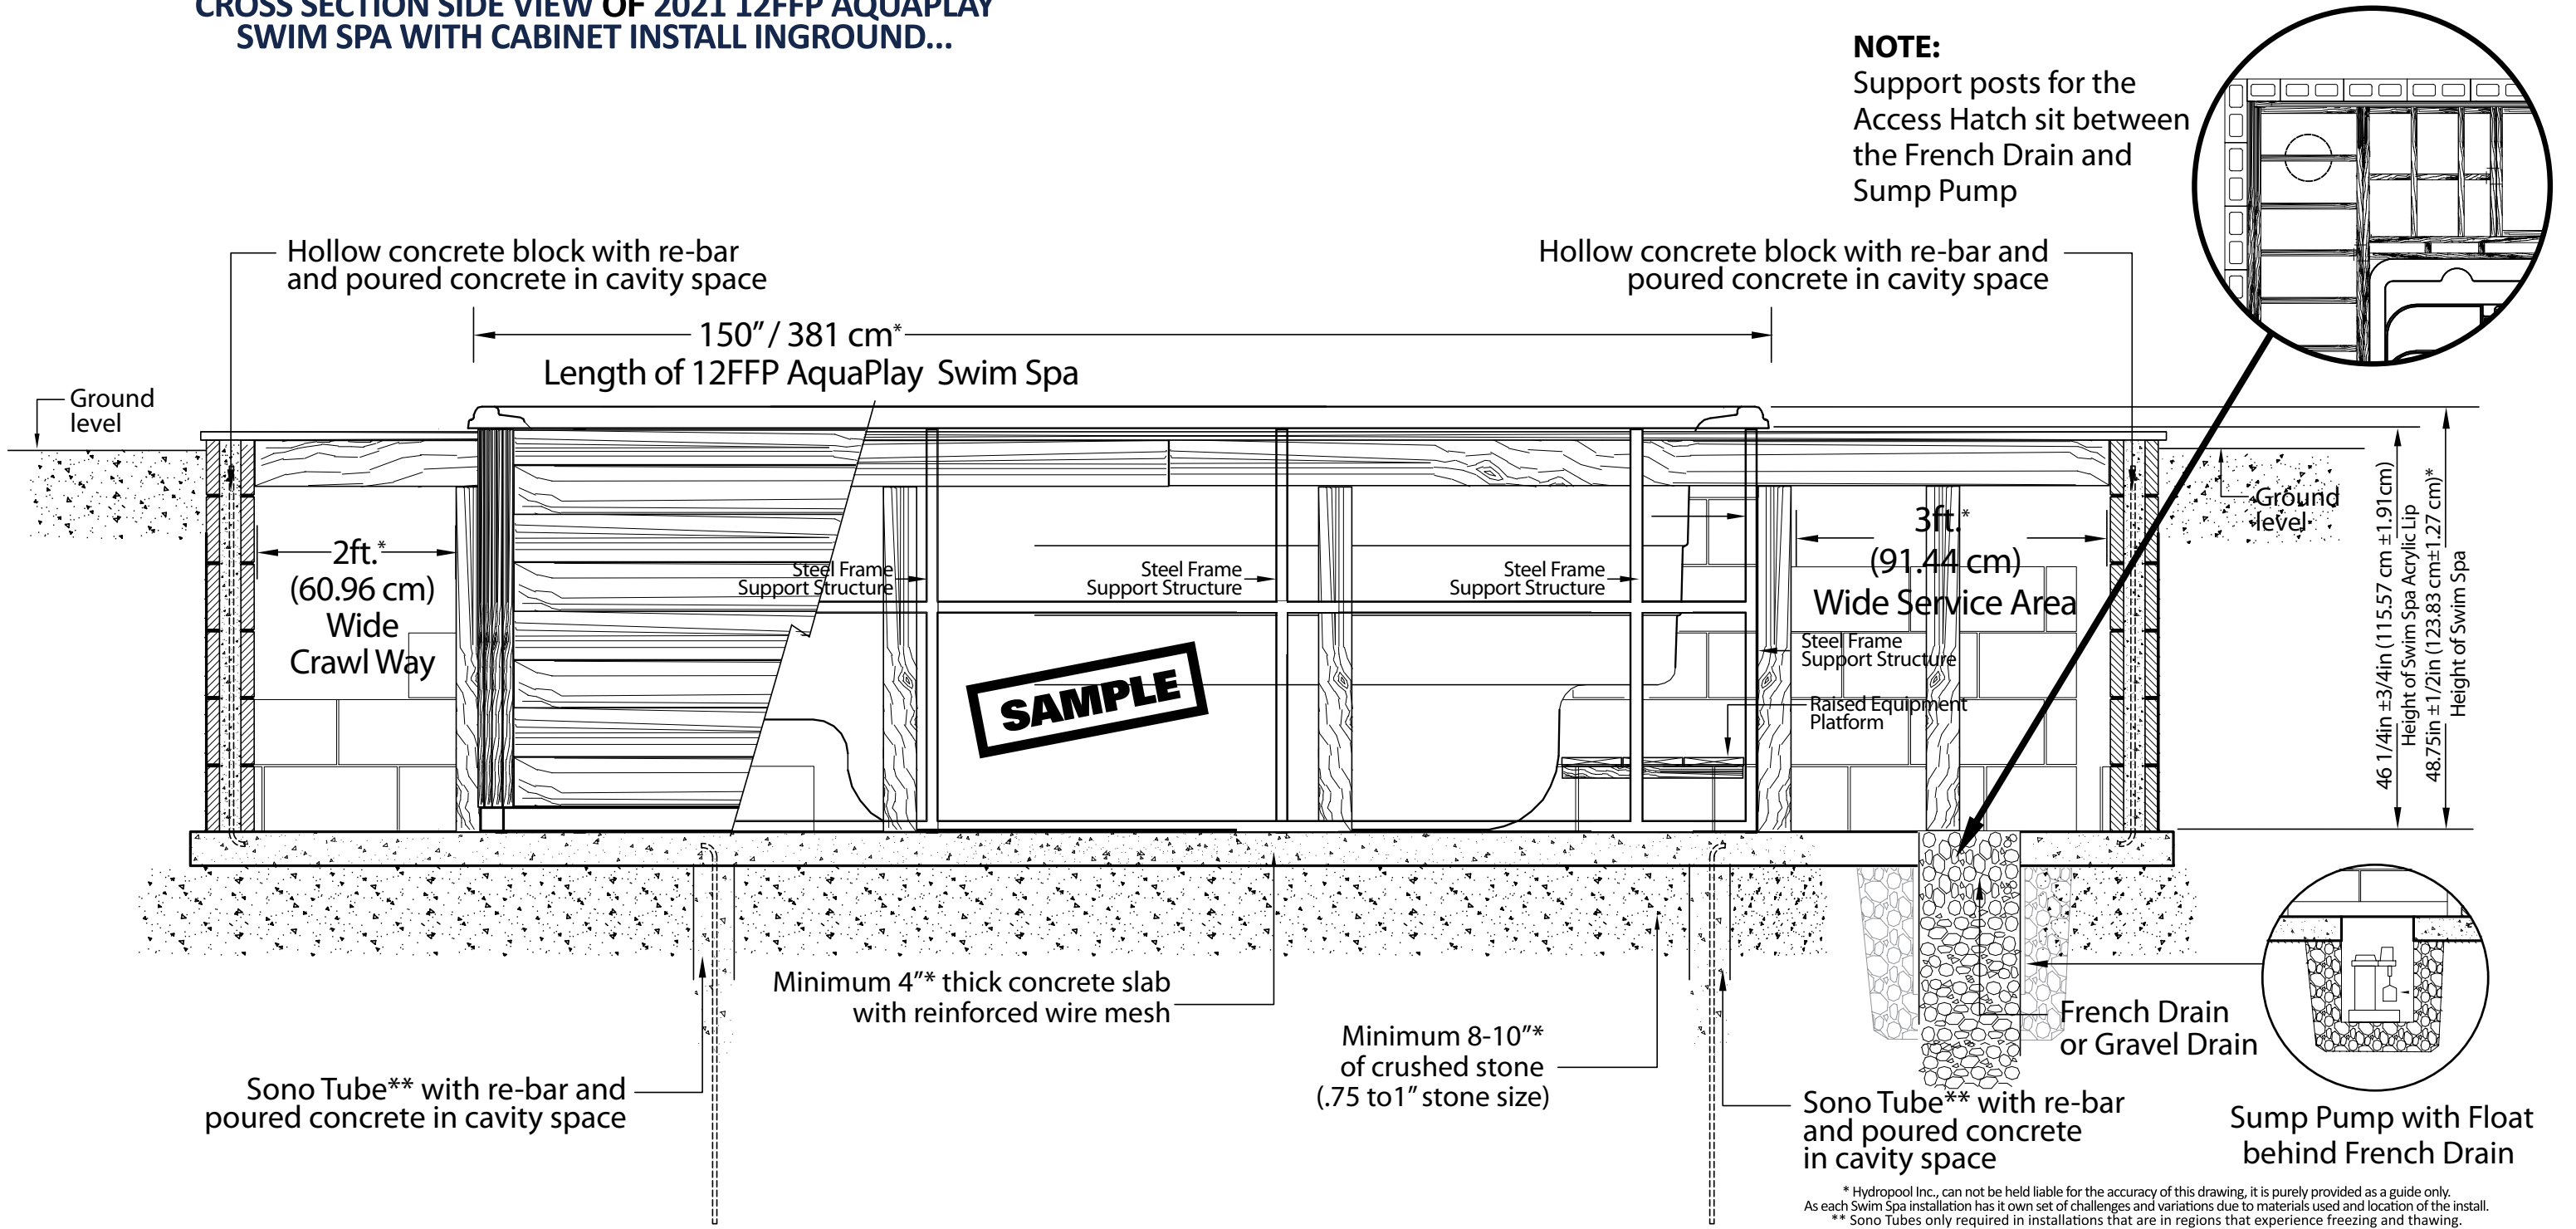 CROSS SECTION SIDE VIEW OF 2021 12FFP AQUAPLAY
SWIM SPA WITH CABINET INSTALL INGROUND...
NOTE:
Support posts for the
Access Hatch sit between
the French Drain and
Sump Pump
Hollow concrete block with re-bar
and poured concrete in cavity space
Hollow concrete block with re-bar and
poured concrete in cavity space
150" / 381 cm*
Length of 12FFP AquaPlay Swim Spa
Ground
level
Ground
level
2ft.*
(60.96 cm)
Wide
Crawl Way
Steel Frame
Support Structure
Steel Frame
Support Structure
Steel Frame
Support Structure
3ft.*
(91.44 cm)
Wide Service Area
Steel Frame
Support Structure
Raised Equipment
Platform
46 1/4in ±3/4in (115.57 cm ±1.91cm)
Height of Swim Spa Acrylic Lip
48.75in ±1/2in (123.83 cm±1.27 cm)*
Height of Swim Spa
SAMPLE
Minimum 4"* thick concrete slab
with reinforced wire mesh
Minimum 8-10"*
of crushed stone
(.75 to1" stone size)
French Drain
or Gravel Drain
Sono Tube** with re-bar and
poured concrete in cavity space
Sono Tube** with re-bar
and poured concrete
in cavity space
Sump Pump with Float
behind French Drain
* Hydropool Inc., can not be held liable for the accuracy of this drawing, it is purely provided as a guide only.
As each Swim Spa installation has it own set of challenges and variations due to materials used and location of the install.
** Sono Tubes only required in installations that are in regions that experience freezing and thawing.